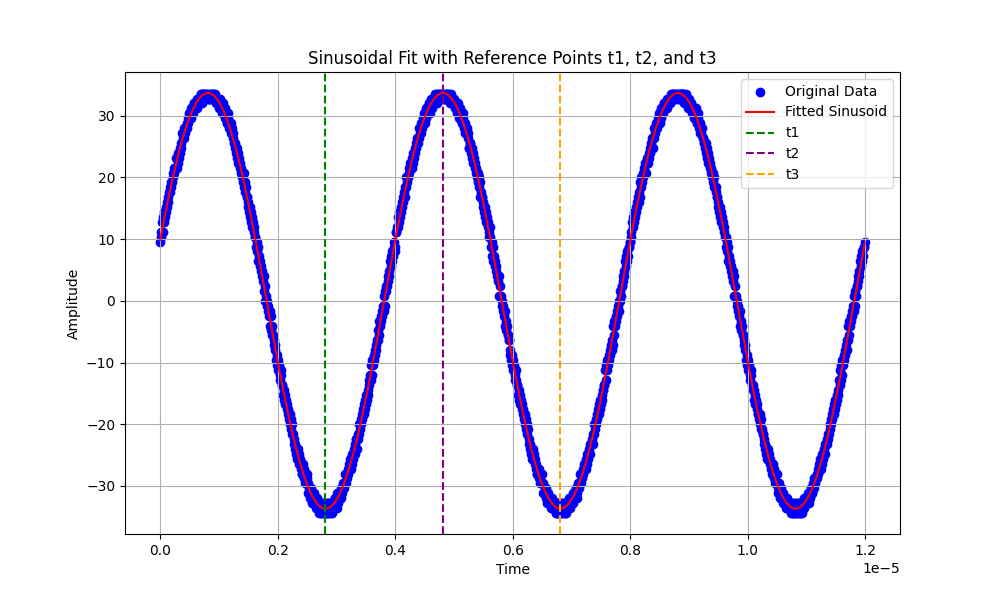 Sinusoidal Fit with Reference Points t1, t2, and t3
Original Data
Fitted Sinusoid
t1
t2
t3
Amplitude
30
20
10
0
−10
−20
−30
0.0 0.2 0.4 0.6 0.8 1.0 1.2
Time
1e−5